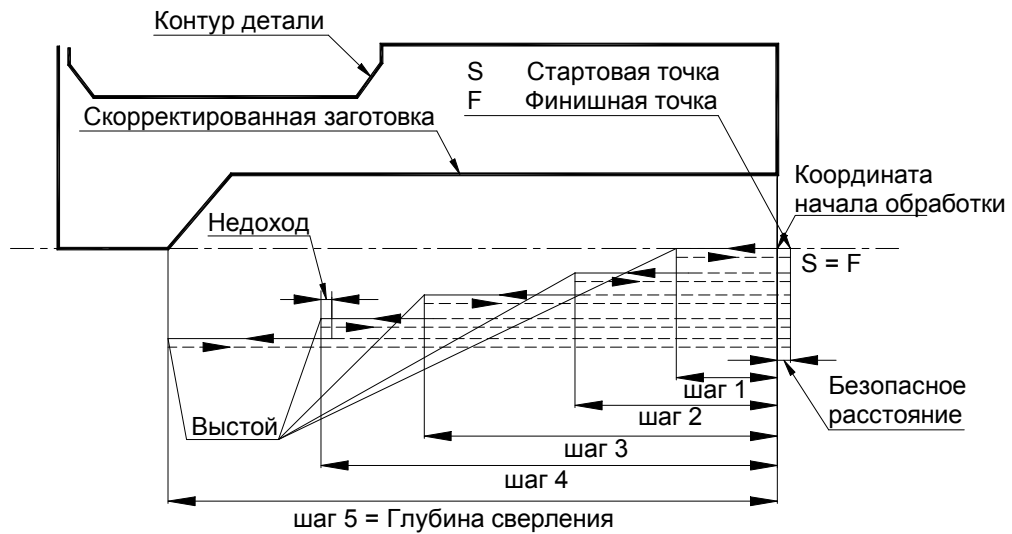 Контур детали
S Стартовая точка
F Финишная точка
Скорректированная заготовка
Координата
начала обработки
Недоход
S = F
шаг 1
Безопасное
расстояние
шаг 2
Выстой
шаг 3
шаг 4
шаг 5 = Глубина сверления